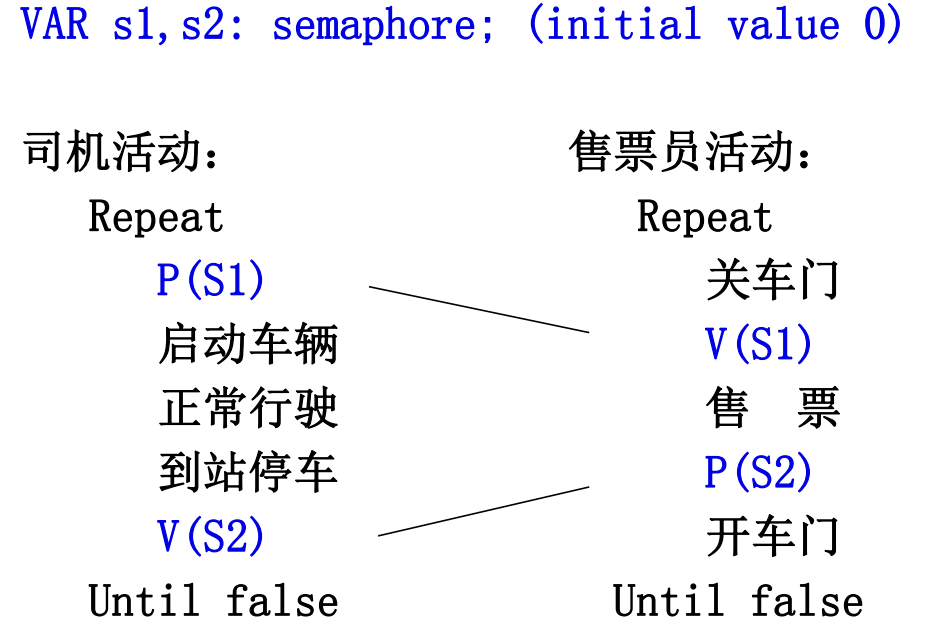 VAR s1,s2: semaphore; (initial value 0)
司机活动:
Repeat
P(S1)
启动车辆
正常行驶
到站停车
V(S2)
Until false
售票员活动:
Repeat
关车门
V(S1)
售 票
P(S2)
开车门
Until false